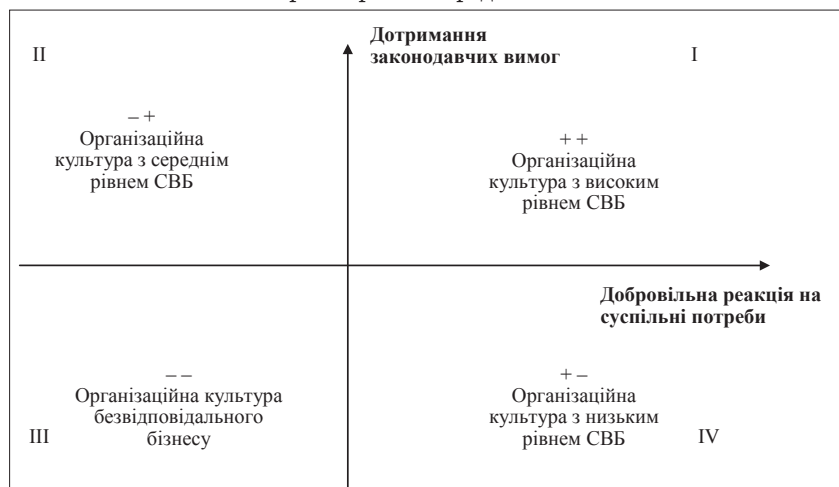 Дотримання
законодавчих вимог
II
I
– +
Організаційна
культура з середнім
рівнем СВБ
+ +
Організаційна
культура з високим
рівнем СВБ
Добровільна реакція на
суспільні потреби
– –
Організаційна культура
безвідповідального
бізнесу
III
+ –
Організаційна
культура з низьким
рівнем СВБ
IV